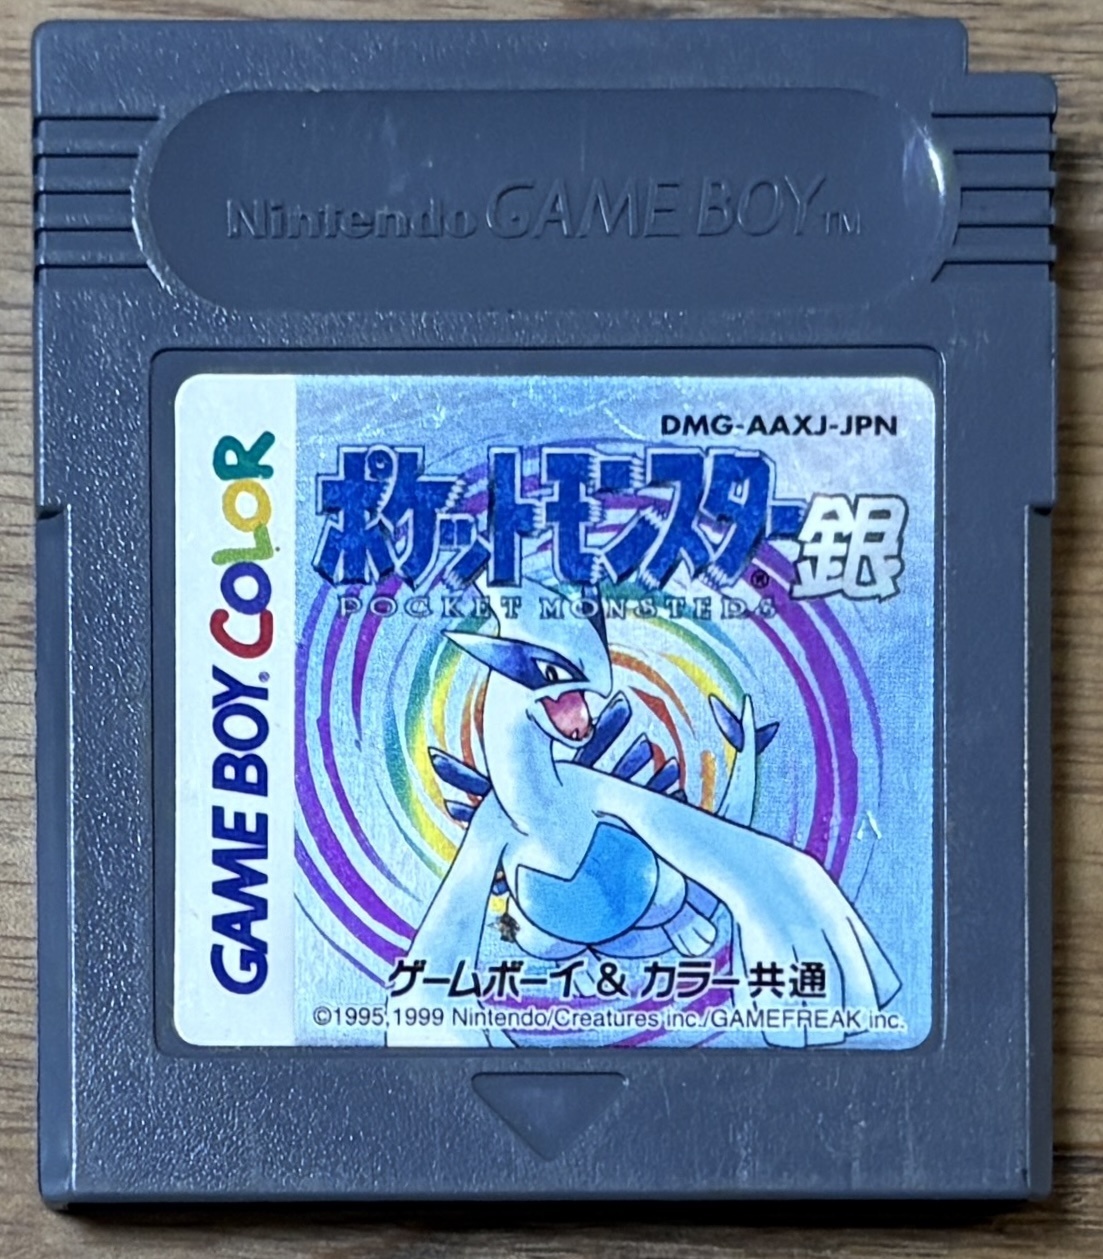 Nintendo GAME BOY TM
GAME BOY COLOR
DMG-AAXJ-JPN
ポケットモンスター銀
®
POCKET MONSTERS
ゲームボーイ & カラー共通
©1995,1999 Nintendo/Creatures inc./GAMEFREAK inc.